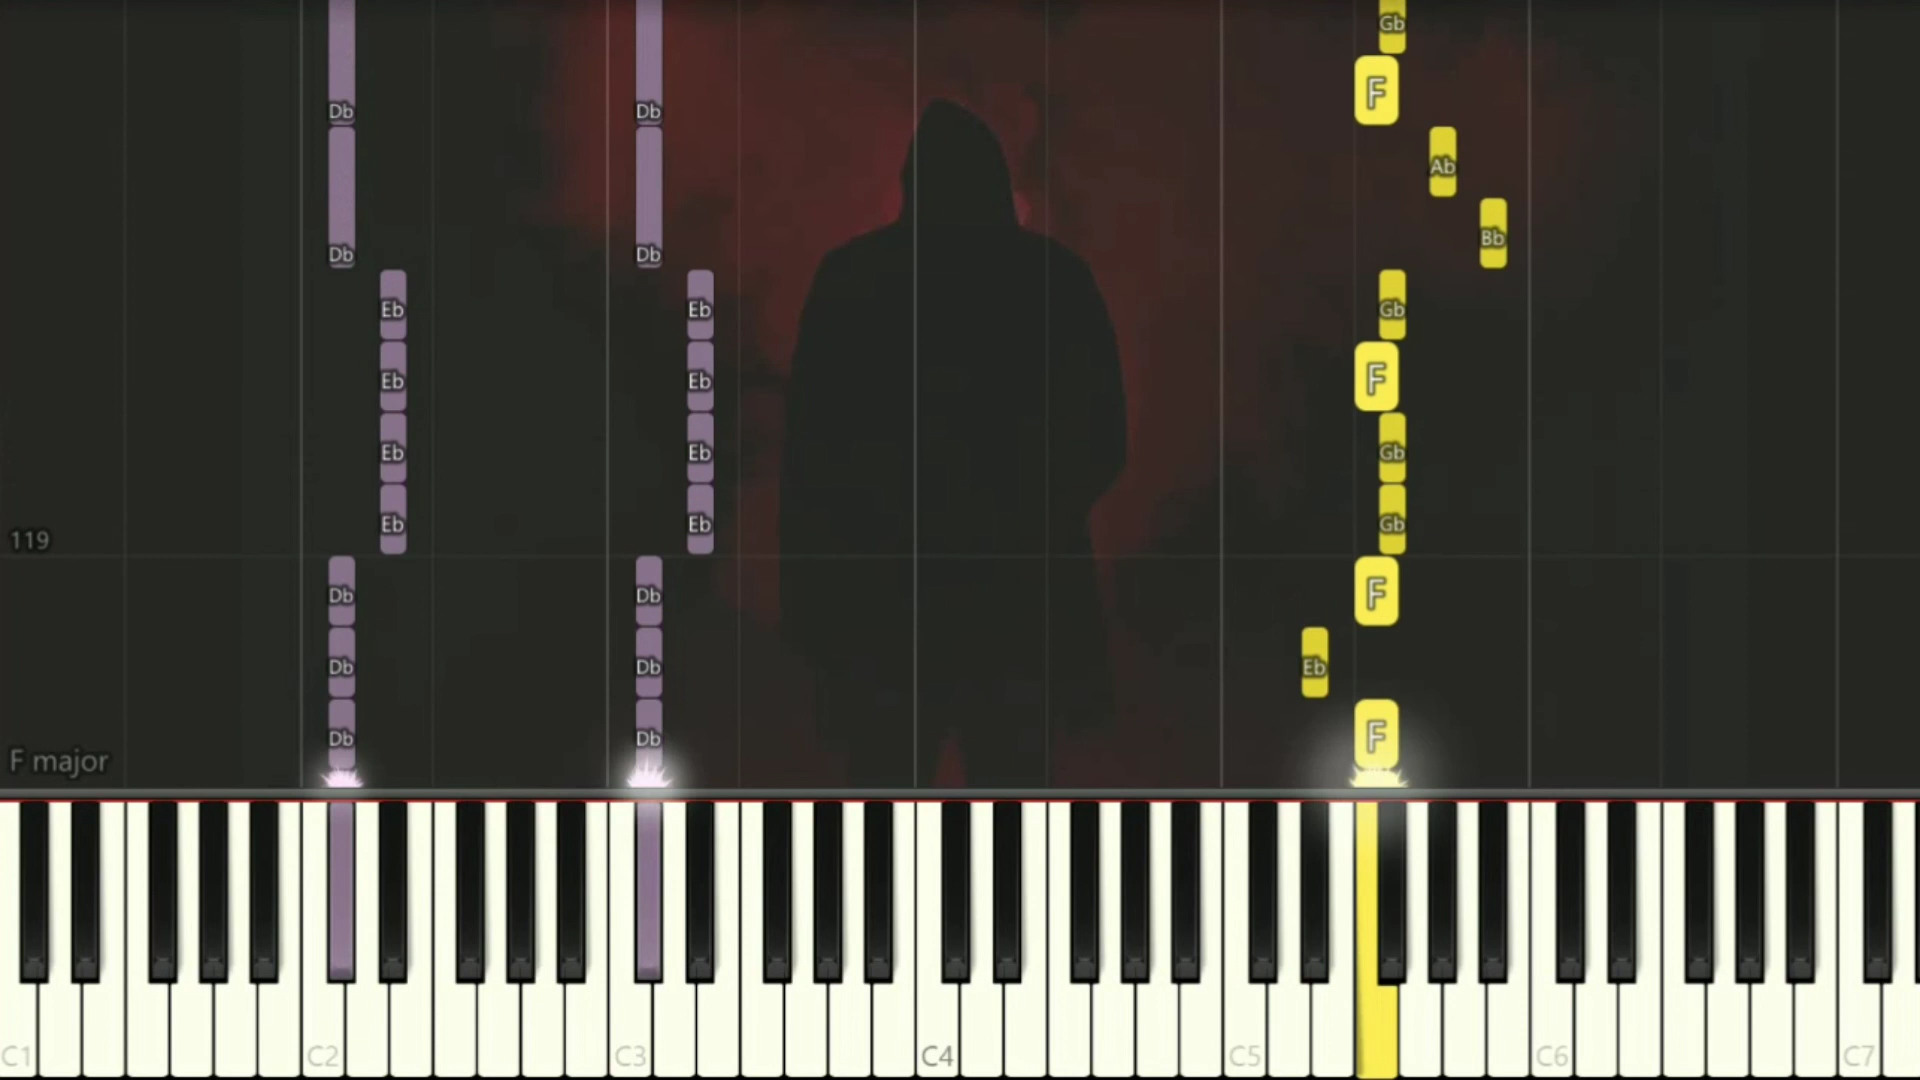 Gb
F
Db Db
Ab
Bb
Db Db
Eb Eb Gb
Eb Eb F
Eb Eb Gb
Eb Eb Gb
119
Db Db F
Db Db Eb
Db Db F
F major
C1 C2 C3 C4 C5 C6 C7